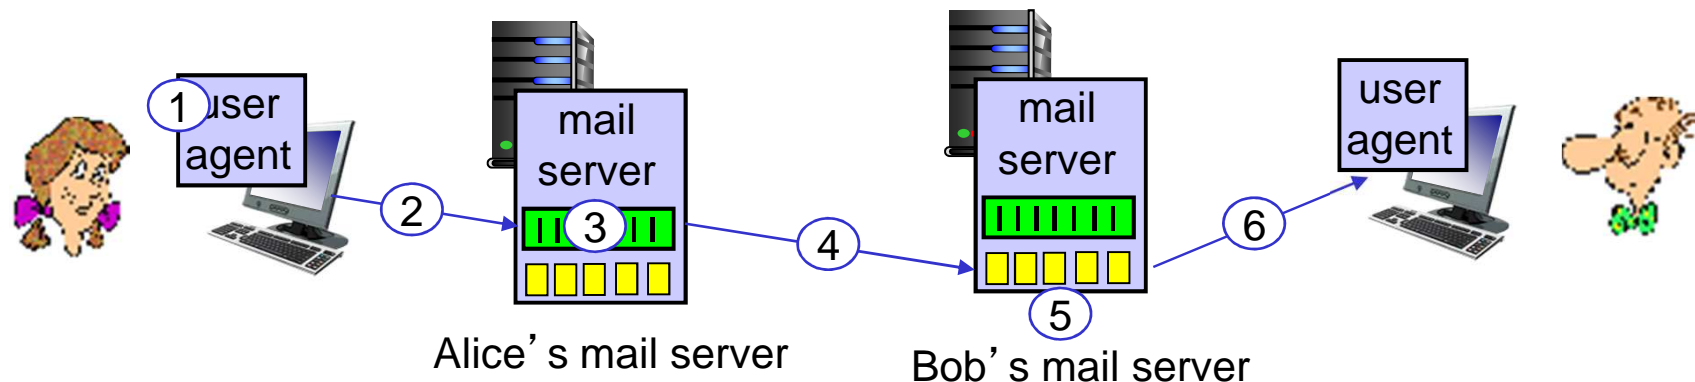 1 user
agent
2
mail
server
3
4
mail
server
5
6
user
agent
Alice’s mail server
Bob’s mail server